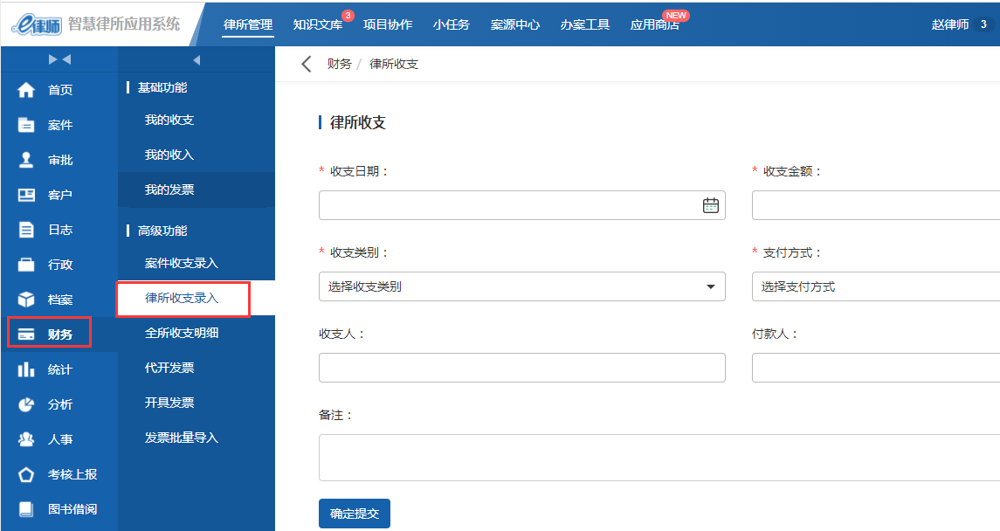 e律师 智慧律所应用系统
律所管理 知识文库 3 项目协作 小任务 案源中心 办案工具 应用商店 NEW 赵律师 3
首页
案件
审批
客户
日志
行政
档案
财务
统计
分析
人事
考核上报
图书借阅
基础功能
我的收支
我的收入
我的发票
高级功能
案件收支录入
律所收支录入
全所收支明细
代开发票
开具发票
发票批量导入
财务 / 律所收支
律所收支
* 收支日期： * 收支金额：
* 收支类别： * 支付方式：
选择收支类别 选择支付方式
收支人： 付款人：
备注：
确定提交